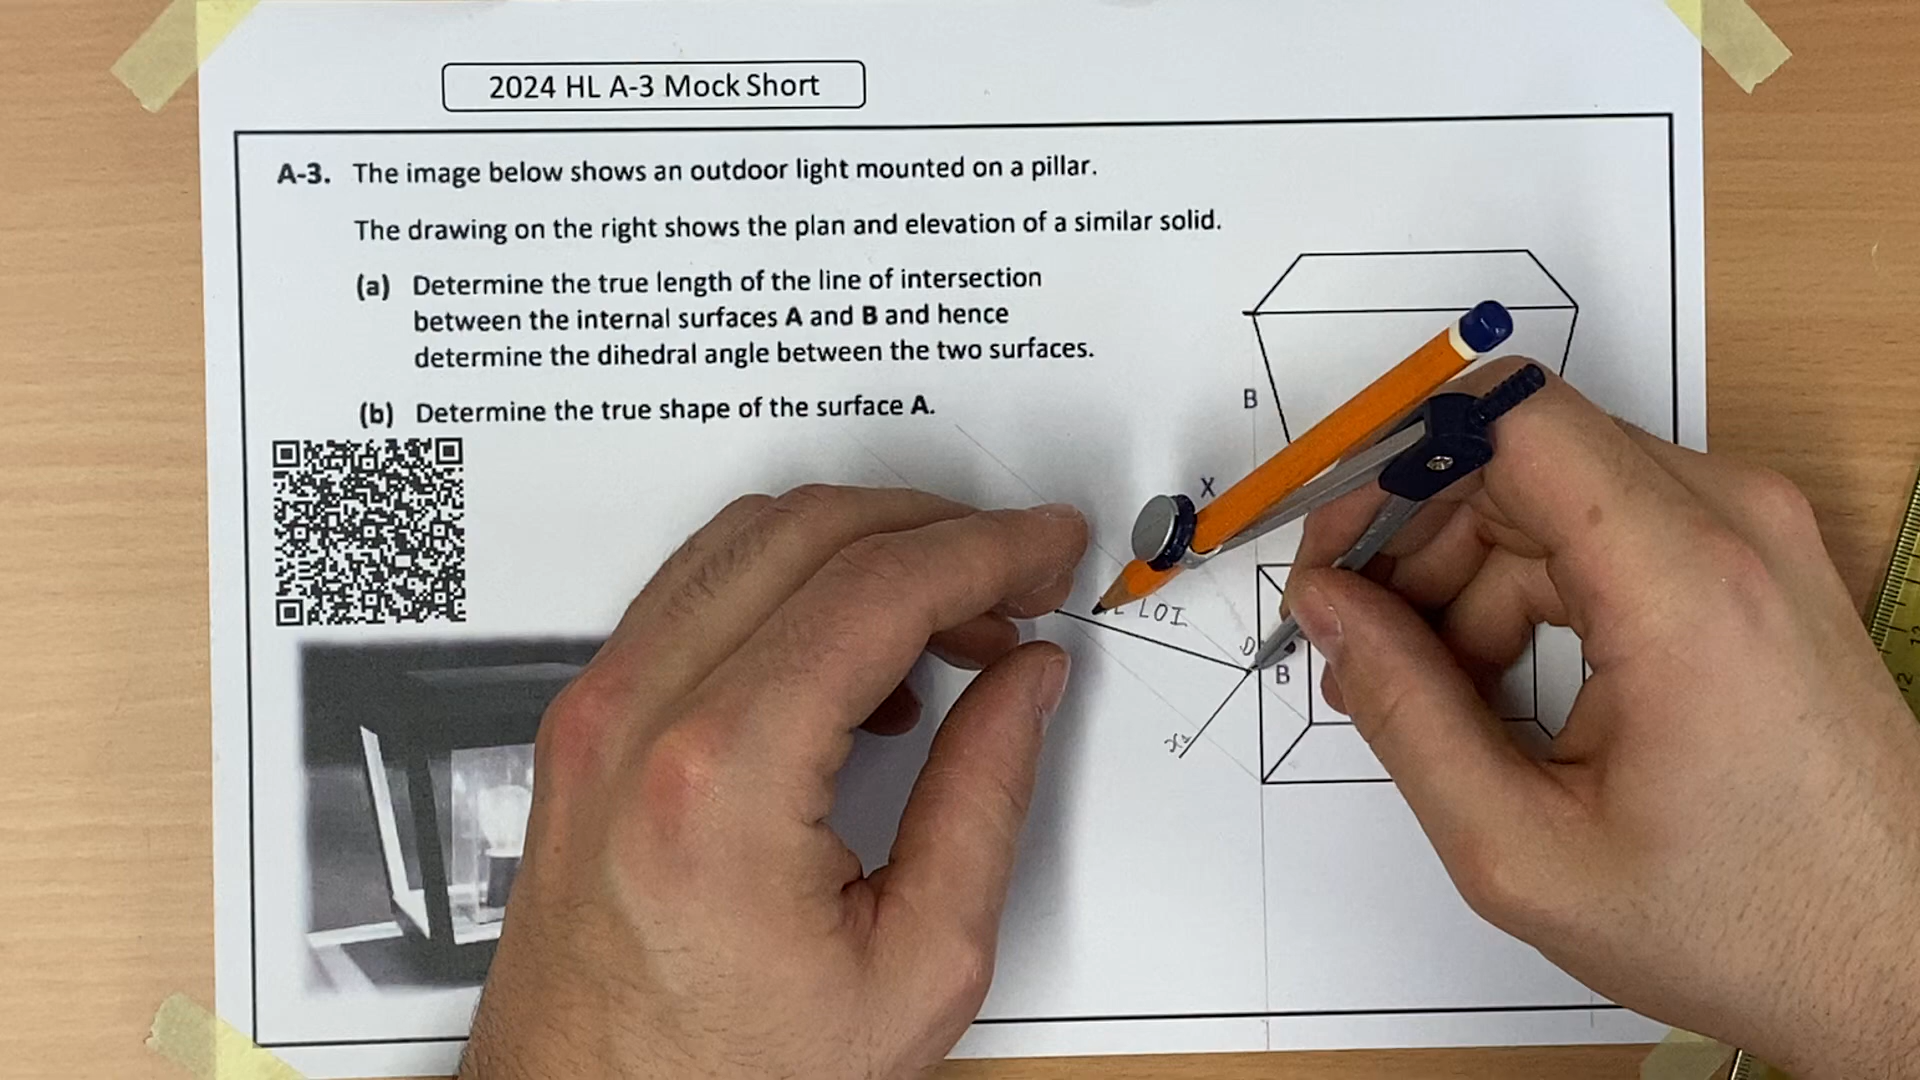 2024 HL A-3 Mock Short
A-3. The image below shows an outdoor light mounted on a pillar.
The drawing on the right shows the plan and elevation of a similar solid.
(a) Determine the true length of the line of intersection
between the internal surfaces A and B and hence
determine the dihedral angle between the two surfaces.
(b) Determine the true shape of the surface A.
B
X
LOI
D
B
x₁
12